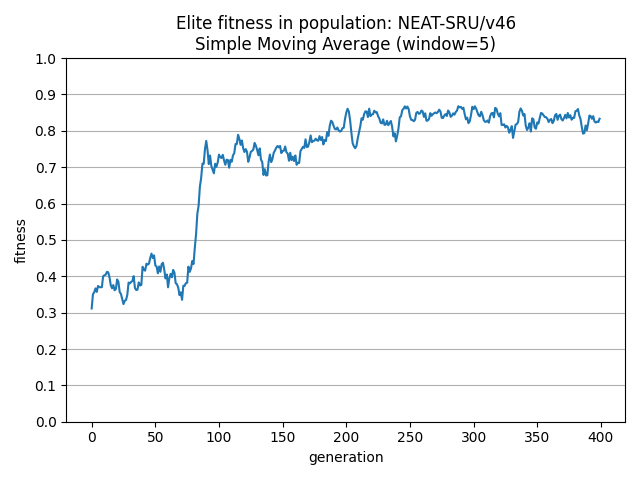 Elite fitness in population: NEAT-SRU/v46
Simple Moving Average (window=5)
1.0
0.9
0.8
0.7
0.6
0.5
0.4
0.3
0.2
0.1
0.0
fitness
0 50 100 150 200 250 300 350 400
generation